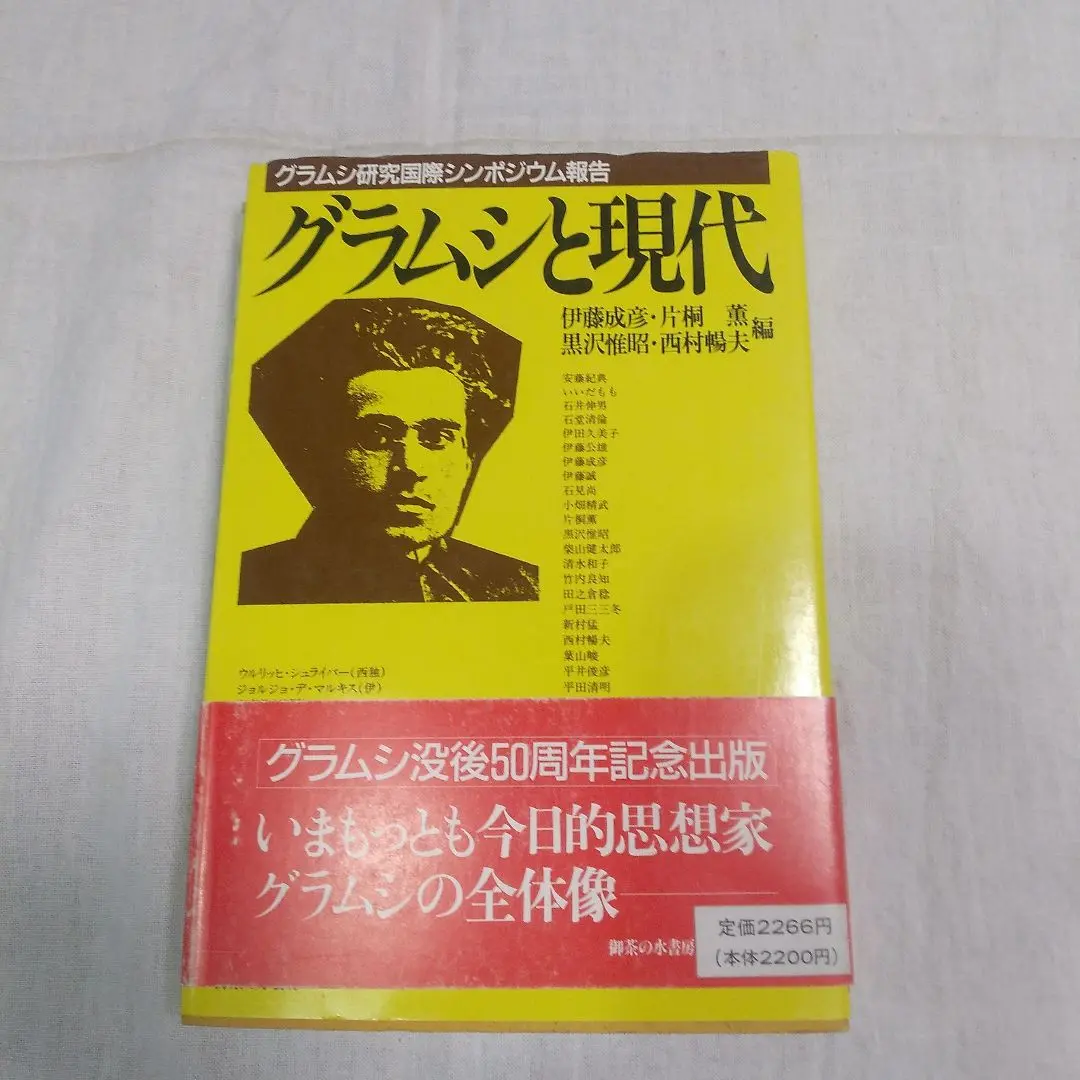 グラムシ研究国際シンポジウム報告
グラムシと現代
伊藤成彦・片桐 薫
黒沢惟昭・西村暢夫
編
安藤紀典
いいだもも
石井伸男
石堂清倫
伊田久美子
伊藤公雄
伊藤成彦
伊藤誠
石見尚
小畑精武
片桐薫
黒沢惟昭
柴山健太郎
清水和子
竹内良知
田之倉稔
戸田三三冬
新村猛
西村暢夫
葉山峻
平井俊彦
平田清明
ウルリッヒ・シュライバー(西独)
ジョルジョ・デ・マルキス(伊)
グラムシ没後50周年記念出版
いまもっとも今日的思想家
グラムシの全体像
御茶の水書房
定価2266円
(本体2200円)